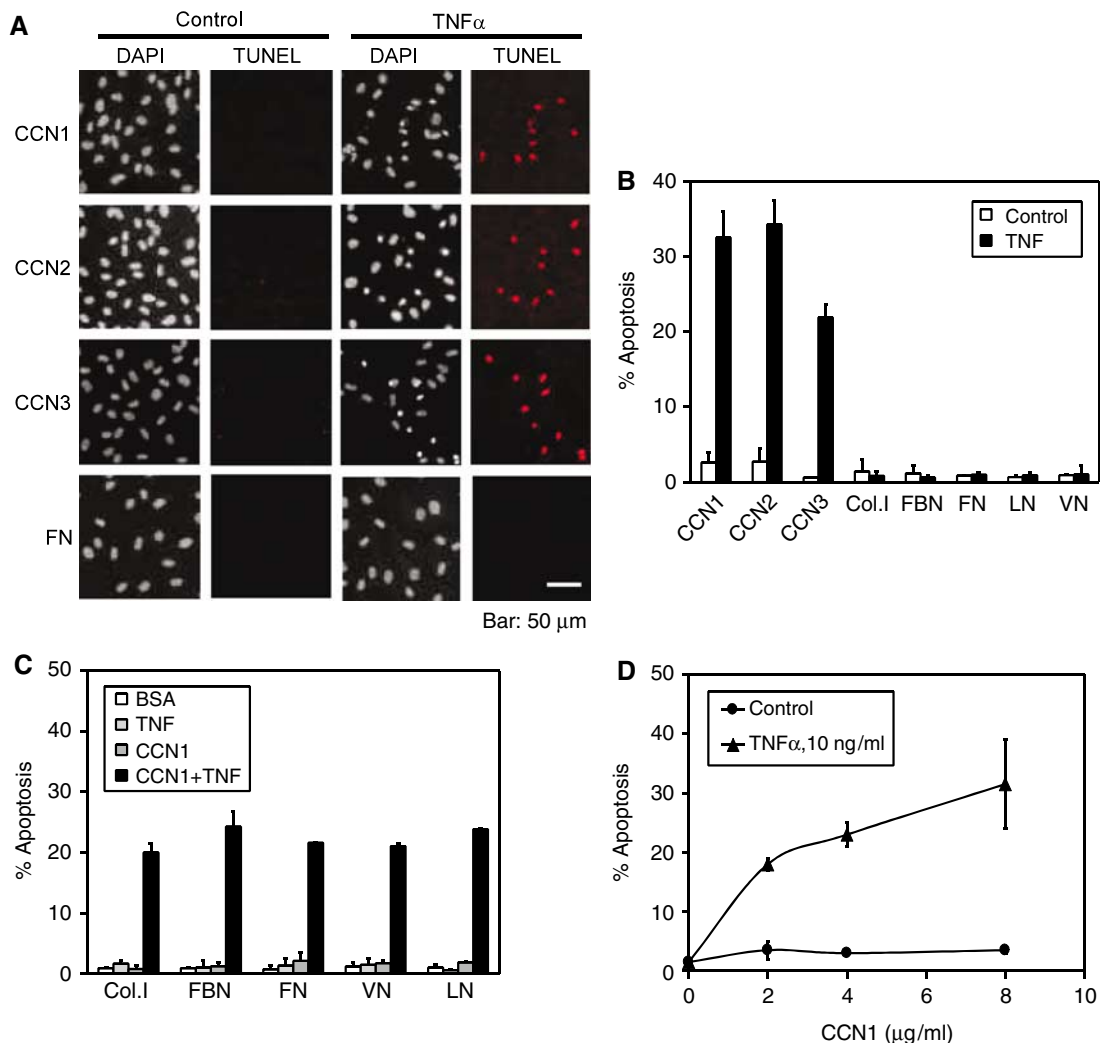 A
Control
TNFα
DAPI
TUNEL
DAPI
TUNEL
CCN1
CCN2
CCN3
FN
Bar: 50 μm
B
% Apoptosis
40
30
20
10
0
Control
TNF
CCN1
CCN2
CCN3
Col.I
FBN
FN
LN
VN
C
% Apoptosis
50
40
30
20
10
0
BSA
TNF
CCN1
CCN1+TNF
Col.I
FBN
FN
VN
LN
D
% Apoptosis
50
40
30
20
10
0
Control
TNFα,10 ng/ml
0
2
4
6
8
10
CCN1 (μg/ml)